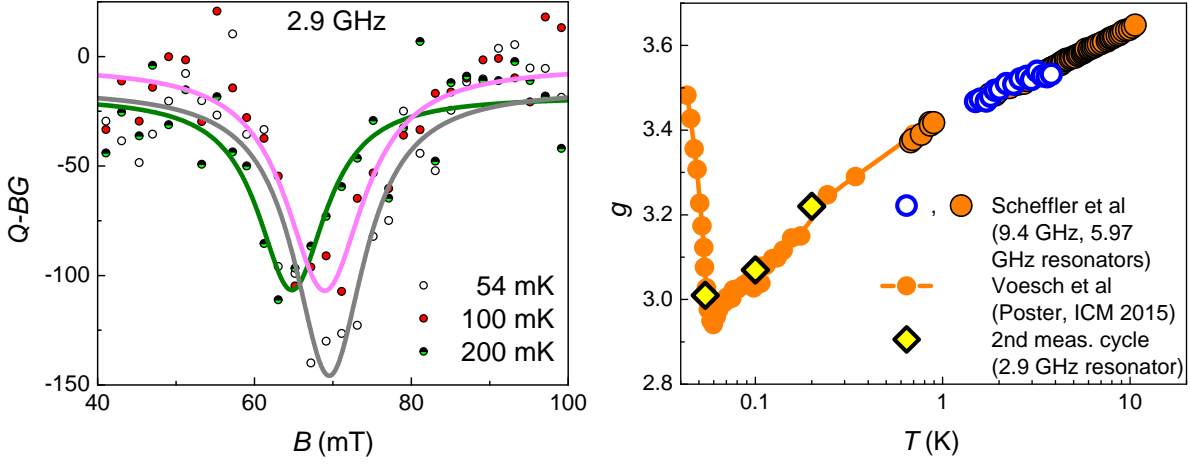 2.9 GHz
0
-50
-100
-150
Q-BG
54 mK
100 mK
200 mK
40
60
80
100
B (mT)
3.6
3.4
3.2
3.0
2.8
g
, Scheffler et al
(9.4 GHz, 5.97
GHz resonators)
Voesch et al
(Poster, ICM 2015)
2nd meas. cycle
(2.9 GHz resonator)
0.1
1
10
T (K)